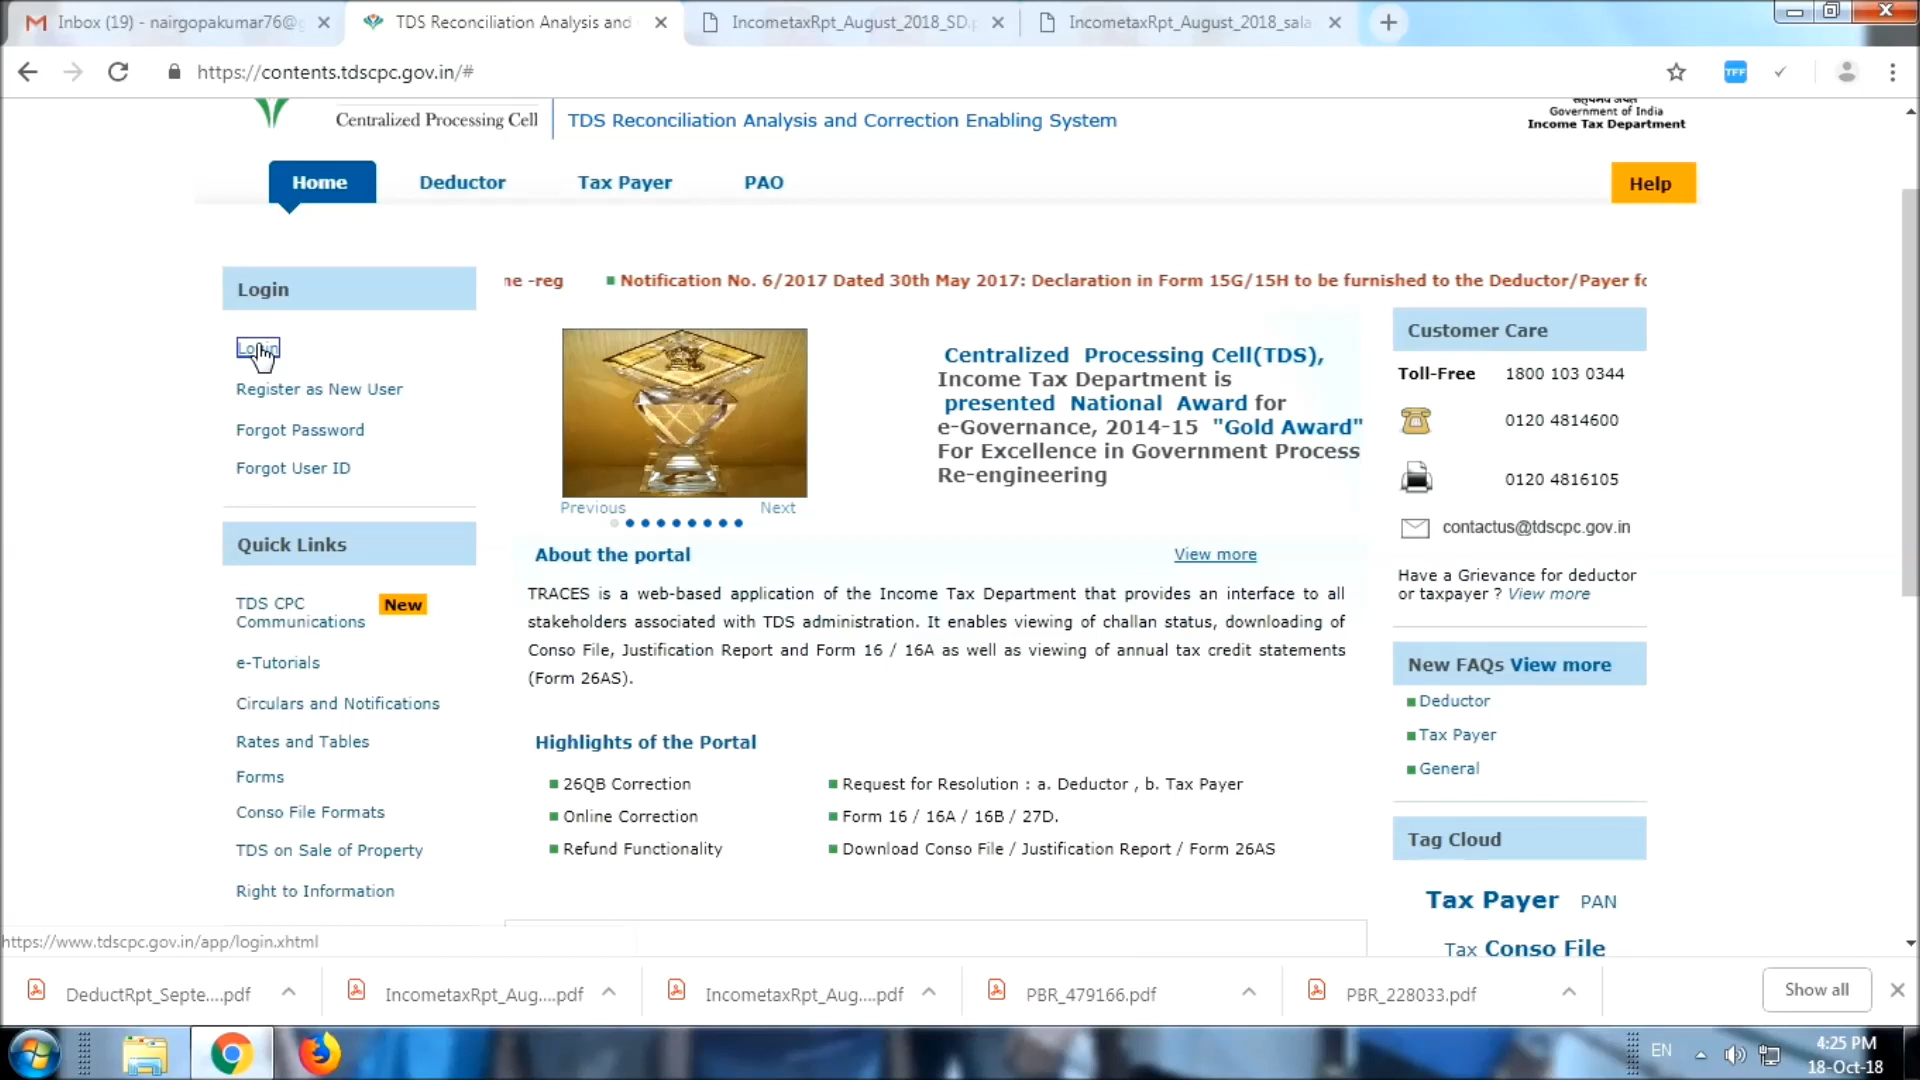 Inbox (19) - nairgopakumar76@g
TDS Reconciliation Analysis and
IncometaxRpt_August_2018_SD.p
IncometaxRpt_August_2018_sala
https://contents.tdscpc.gov.in/#
TFF
Centralized Processing Cell
TDS Reconciliation Analysis and Correction Enabling System
सत्यमेव जयते
Government of India
Income Tax Department
Home
Deductor
Tax Payer
PAO
Help
Login
ne -reg
Notification No. 6/2017 Dated 30th May 2017: Declaration in Form 15G/15H to be furnished to the Deductor/Payer fo
Login
Register as New User
Forgot Password
Forgot User ID
Centralized Processing Cell(TDS),
Income Tax Department is
presented National Award for
e-Governance, 2014-15 "Gold Award"
For Excellence in Government Process
Re-engineering
Previous
Next
Customer Care
Toll-Free 1800 103 0344
0120 4814600
0120 4816105
contactus@tdscpc.gov.in
Have a Grievance for deductor
or taxpayer ? View more
Quick Links
TDS CPC
Communications
New
e-Tutorials
Circulars and Notifications
Rates and Tables
Forms
Conso File Formats
TDS on Sale of Property
Right to Information
About the portal
View more
TRACES is a web-based application of the Income Tax Department that provides an interface to all
stakeholders associated with TDS administration. It enables viewing of challan status, downloading of
Conso File, Justification Report and Form 16 / 16A as well as viewing of annual tax credit statements
(Form 26AS).
Highlights of the Portal
26QB Correction
Request for Resolution : a. Deductor , b. Tax Payer
Online Correction
Form 16 / 16A / 16B / 27D.
Refund Functionality
Download Conso File / Justification Report / Form 26AS
New FAQs View more
Deductor
Tax Payer
General
Tag Cloud
Tax Payer PAN
Tax Conso File
https://www.tdscpc.gov.in/app/login.xhtml
DeductRpt_Septe....pdf
IncometaxRpt_Aug....pdf
IncometaxRpt_Aug....pdf
PBR_479166.pdf
PBR_228033.pdf
Show all
EN
4:25 PM
18-Oct-18